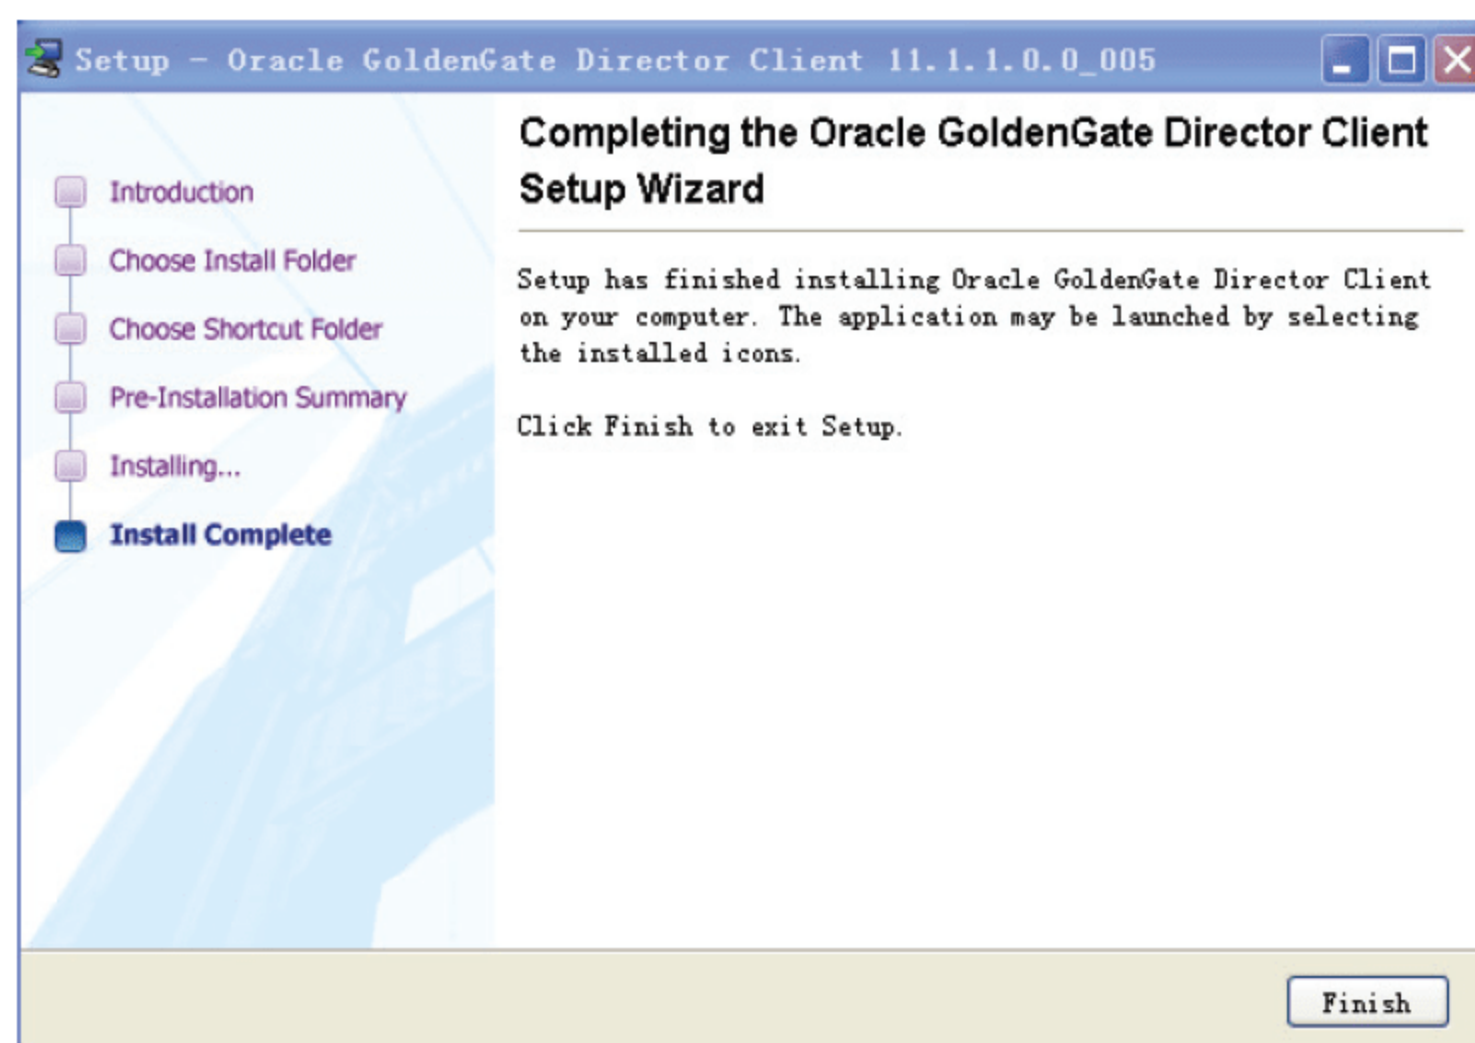 Setup - Oracle GoldenGate Director Client 11.1.1.0.0_005
Introduction
Choose Install Folder
Choose Shortcut Folder
Pre-Installation Summary
Installing...
Install Complete
Completing the Oracle GoldenGate Director Client
Setup Wizard
Setup has finished installing Oracle GoldenGate Director Client
on your computer. The application may be launched by selecting
the installed icons.
Click Finish to exit Setup.
Finish